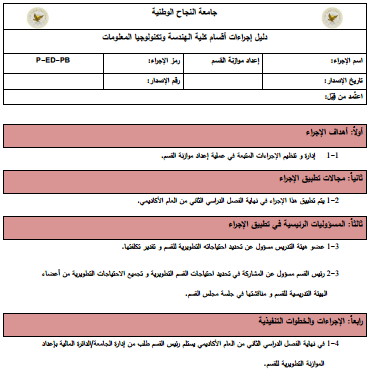 جامعة النجاح الوطنية
دليل إجراءات أقسام كلية الهندسة وتكنولوجيا المعلومات
اسم الإجراء: إعداد موازنة القسم رمز الإجراء: P-ED-PB
تاريخ الإصدار: رقم الإصدار:
اعتُمد من قِبَل:
أولاً: أهداف الإجراء
1-1 إدارة و تنظيم الإجراءات المتبعة في عملية إعداد موازنة القسم.
ثانياً: مجالات تطبيق الإجراء
1-2 يتم تطبيق هذا الإجراء في نهاية الفصل الدراسي الثاني من العام الأكاديمي.
ثالثاً: المسؤوليات الرئيسية في تطبيق الإجراء
1-3 عضو هيئة التدريس مسؤول عن تحديد احتياجاته التطويرية للقسم و تقدير تكلفتها.
2-3 رئيس القسم مسؤول عن المشاركة في تحديد احتياجات القسم التطويرية و تجميع الاحتياجات التطويرية من أعضاء
الهيئة التدريسية للقسم و مناقشتها في جلسة مجلس القسم.
رابعاً: الإجراءات والخطوات التنفيذية
1-4 في نهاية الفصل الدراسي الثاني من العام الأكاديمي يستلم رئيس القسم طلب من إدارة الجامعة/الدائرة المالية بإعداد
الموازنة التطويرية للقسم.